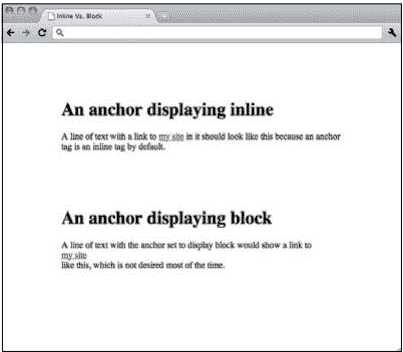 Inline Vs. Block
An anchor displaying inline
A line of text with a link to my site in it should look like this because an anchor
tag is an inline tag by default.
An anchor displaying block
A line of text with the anchor set to display block would show a link to
my site
like this, which is not desired most of the time.